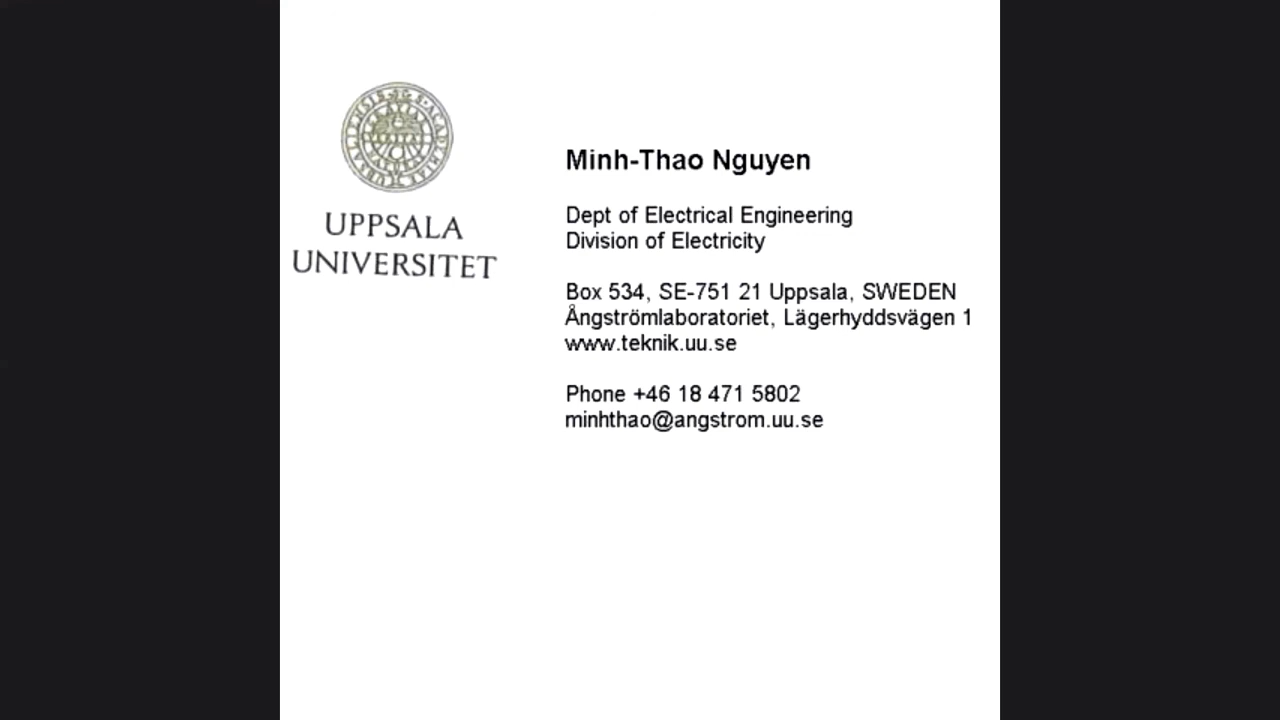 UPPSALA
UNIVERSITET
Minh-Thao Nguyen
Dept of Electrical Engineering
Division of Electricity
Box 534, SE-751 21 Uppsala, SWEDEN
Ångströmlaboratoriet, Lägerhyddsvägen 1
www.teknik.uu.se
Phone +46 18 471 5802
minhthao@angstrom.uu.se